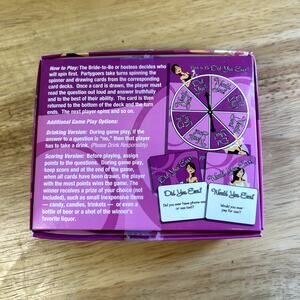 How to Play: The Bride-to-Be or hostess decides who
will spin first. Partygoers take turns spinning the
spinner and drawing cards from the corresponding
card decks. Once a card is drawn, the player must
read the question out loud and answer truthfully
and to the best of their ability. The card is then
returned to the bottom of the deck and the turn
ends. The next player spins and so on.
Additional Game Play Options:
Drinking Version: During game play, if the
answer to a question is "no," then that player
has to take a drink. (Please Drink Responsibly)
Scoring Version: Before playing, assign
points to the questions. During game play,
keep score and at the end of the game,
when all cards have been drawn, the player
with the most points wins the game. The
winner receives a prize of your choice (not
included), such as small inexpensive items
— candy, candles, trinkets — or even a
bottle of beer or a shot of the winner's
favorite liquor.
Did You Ever?
Did You Ever?
Would You Ever?